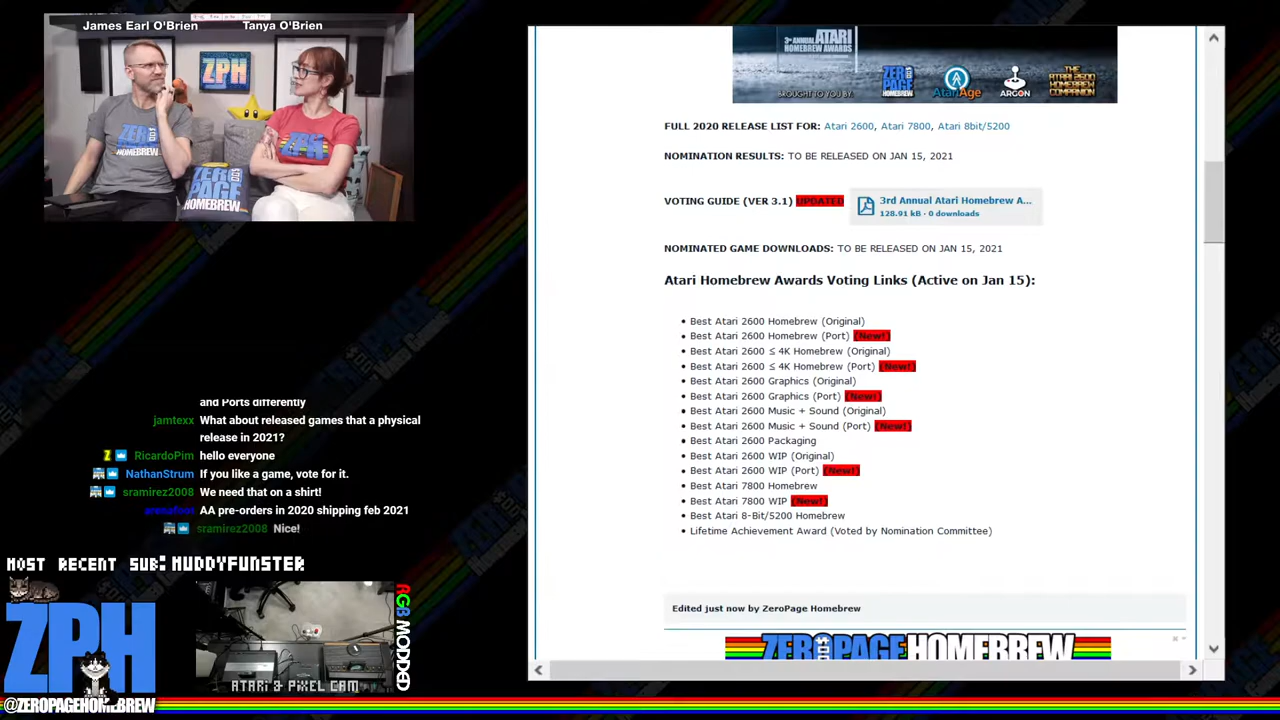 James Earl O'Brien
Tanya O'Brien
ZPH
ZERO PAGE
HOMEBREW
ZERO PAGE
HOMEBREW
3RD ANNUAL ATARI
HOMEBREW AWARDS
BROUGHT TO YOU BY:
AtariAge
ARGON
THE
ATARI 2600
HOMEBREW
COMPANION
FULL 2020 RELEASE LIST FOR: Atari 2600, Atari 7800, Atari 8bit/5200
NOMINATION RESULTS: TO BE RELEASED ON JAN 15, 2021
VOTING GUIDE (VER 3.1) UPDATED
3rd Annual Atari Homebrew A...
128.91 kB · 0 downloads
NOMINATED GAME DOWNLOADS: TO BE RELEASED ON JAN 15, 2021
Atari Homebrew Awards Voting Links (Active on Jan 15):
• Best Atari 2600 Homebrew (Original)
• Best Atari 2600 Homebrew (Port) (New!)
• Best Atari 2600 ≤ 4K Homebrew (Original)
• Best Atari 2600 ≤ 4K Homebrew (Port) (New!)
• Best Atari 2600 Graphics (Original)
• Best Atari 2600 Graphics (Port) (New!)
• Best Atari 2600 Music + Sound (Original)
• Best Atari 2600 Music + Sound (Port) (New!)
• Best Atari 2600 Packaging
• Best Atari 2600 WIP (Original)
• Best Atari 2600 WIP (Port) (New!)
• Best Atari 7800 Homebrew
• Best Atari 7800 WIP (New!)
• Best Atari 8-Bit/5200 Homebrew
• Lifetime Achievement Award (Voted by Nomination Committee)
Edited just now by ZeroPage Homebrew
ZEROPAGEHOMEBREW
and Ports differently
jamtexx What about released games that a physical
release in 2021?
RicardoPim hello everyone
NathanStrum If you like a game, vote for it.
sramirez2008 We need that on a shirt!
arenafoot AA pre-orders in 2020 shipping feb 2021
sramirez2008 Nice!
MOST RECENT SUB: MUDDYFUNSTER
ZPH
RGB MODDED
ATARI & PIXEL CAM
@ZEROPAGEHOMEBREW